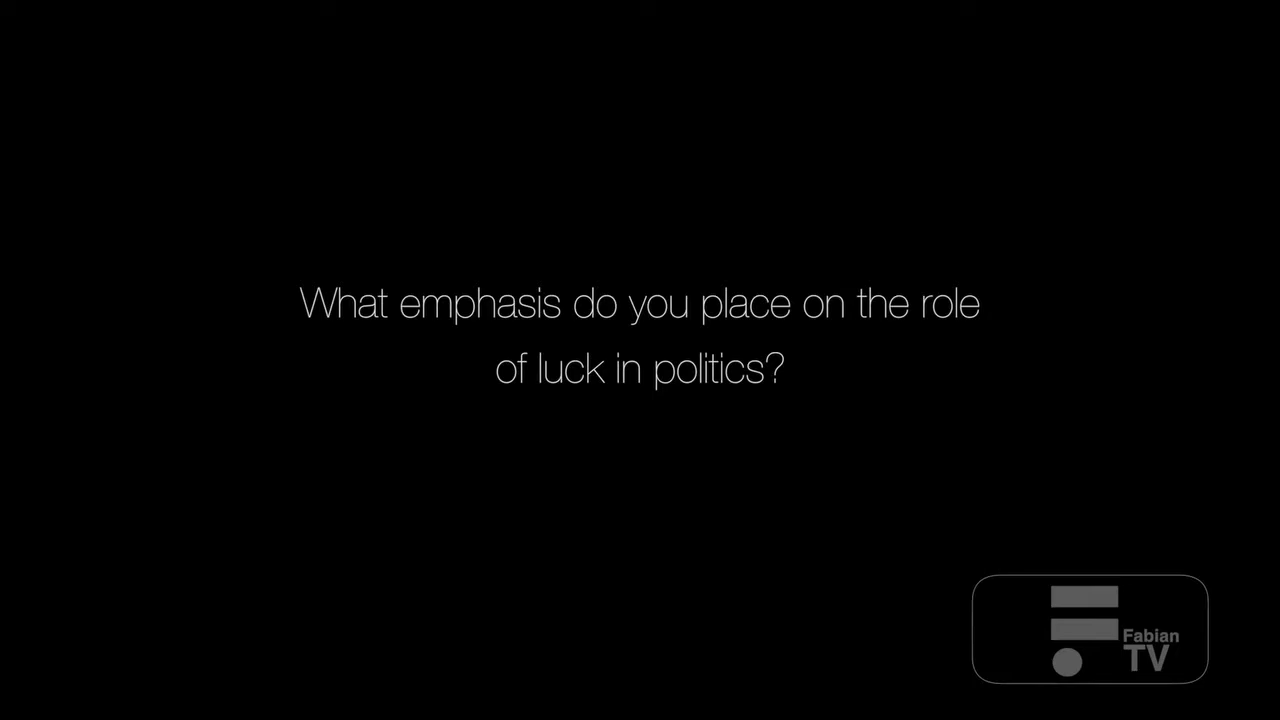 What emphasis do you place on the role
of luck in politics?
Fabian
TV